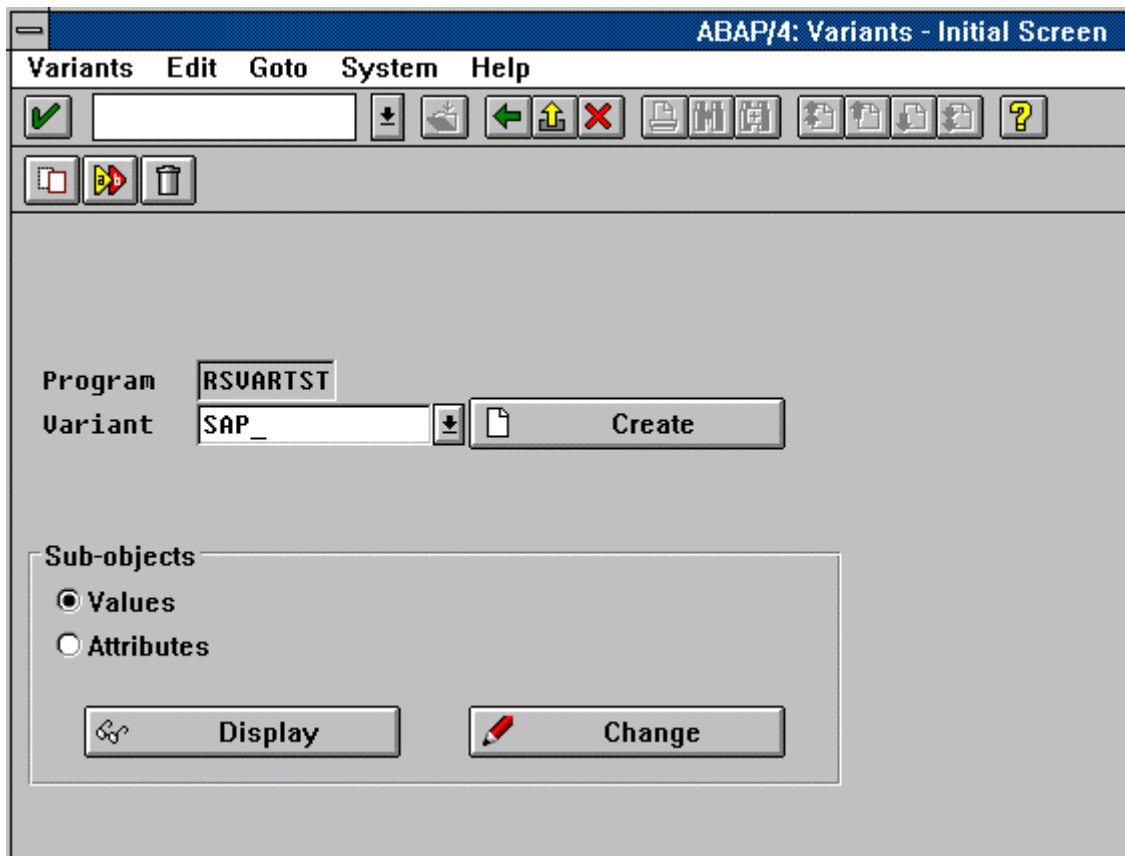 ABAP/4: Variants - Initial Screen
Variants Edit Goto System Help
Program RSVARTST
Variant SAP_ Create
Sub-objects
Values
Attributes
Display Change